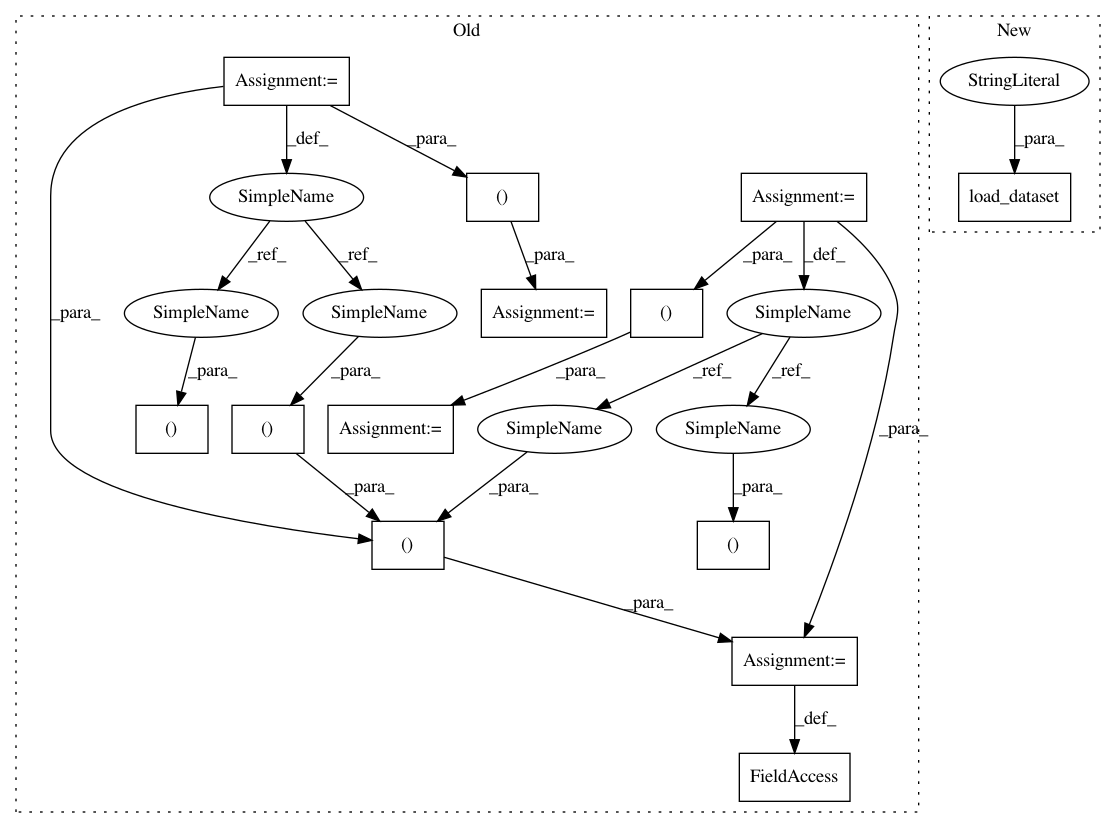 Old
New
Assignment:=
StringLiteral
_para_
_def_
_para_
SimpleName
()
Assignment:=
load_dataset
_ref_
_ref_
_para_
_para_
_def_
_para_
SimpleName
SimpleName
Assignment:=
()
SimpleName
_para_
_para_
_para_
_ref_
_ref_
()
()
Assignment:=
SimpleName
SimpleName
_para_
_para_
_para_
_para_
()
()
_para_
Assignment:=
_def_
FieldAccess